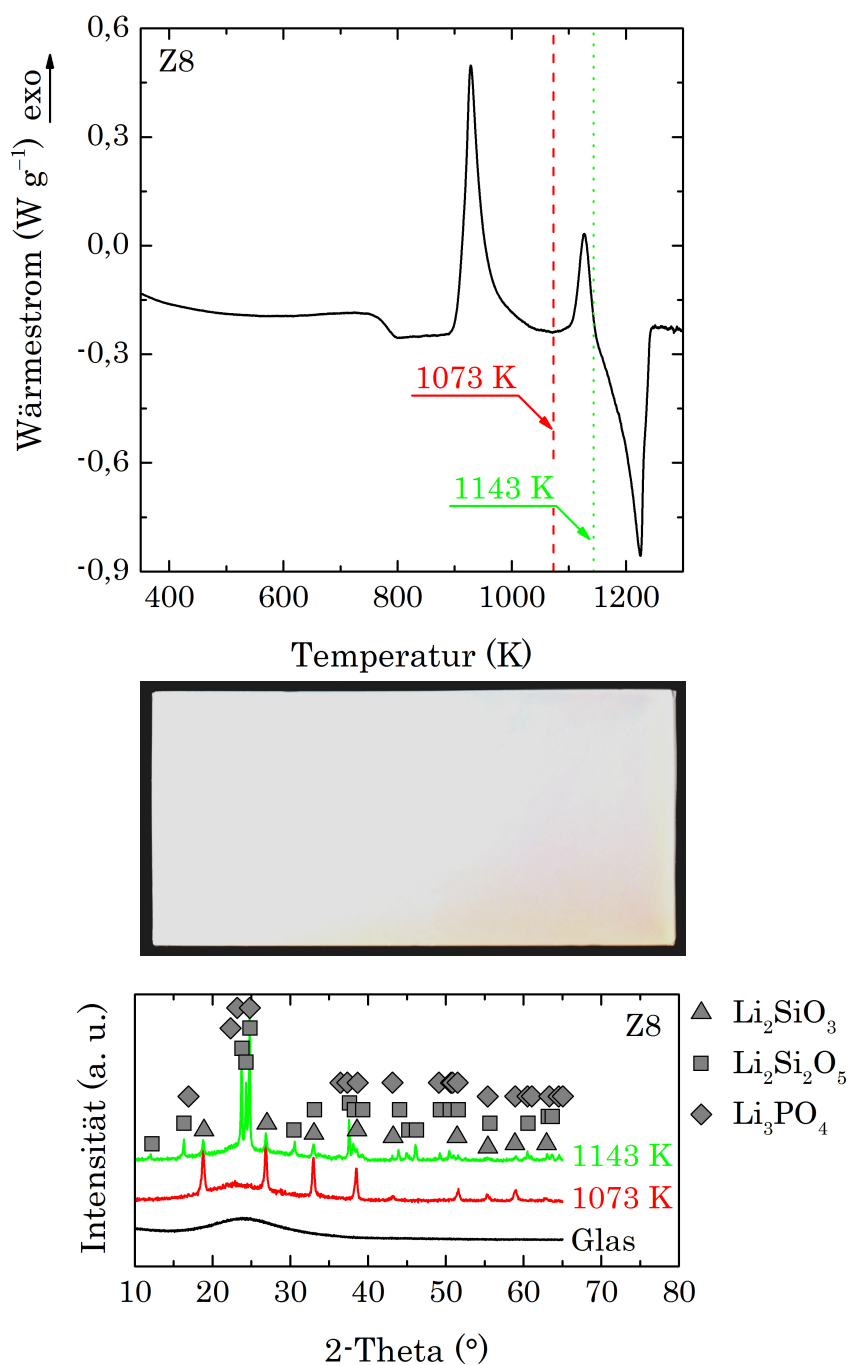 Z8
Wärmestrom (W g⁻¹) exo
0,6
0,3
0,0
-0,3
-0,6
-0,9
1073 K
1143 K
400 600 800 1000 1200
Temperatur (K)
Intensität (a. u.)
Z8
1143 K
1073 K
Glas
Li₂SiO₃
Li₂Si₂O₅
Li₃PO₄
10 20 30 40 50 60 70 80
2-Theta (°)